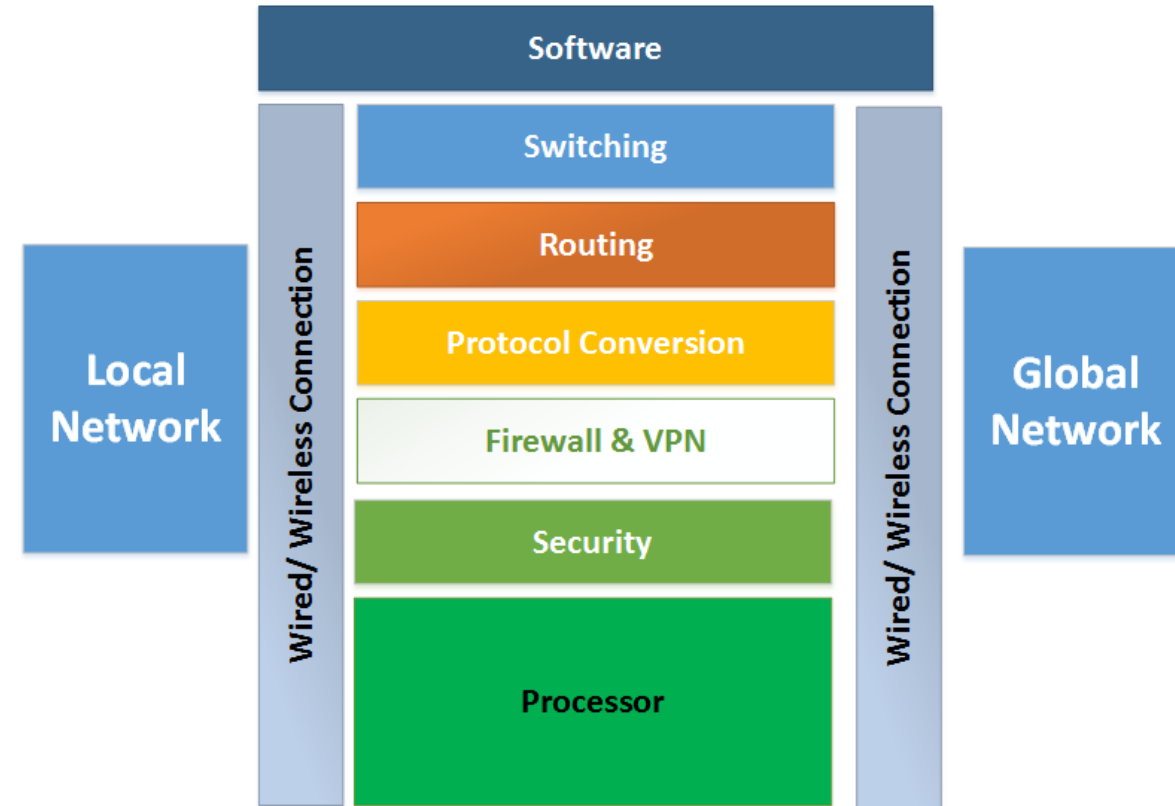 Software
Switching
Routing
Protocol Conversion
Firewall & VPN
Security
Processor
Local
Network
Wired/ Wireless Connection
Wired/ Wireless Connection
Global
Network